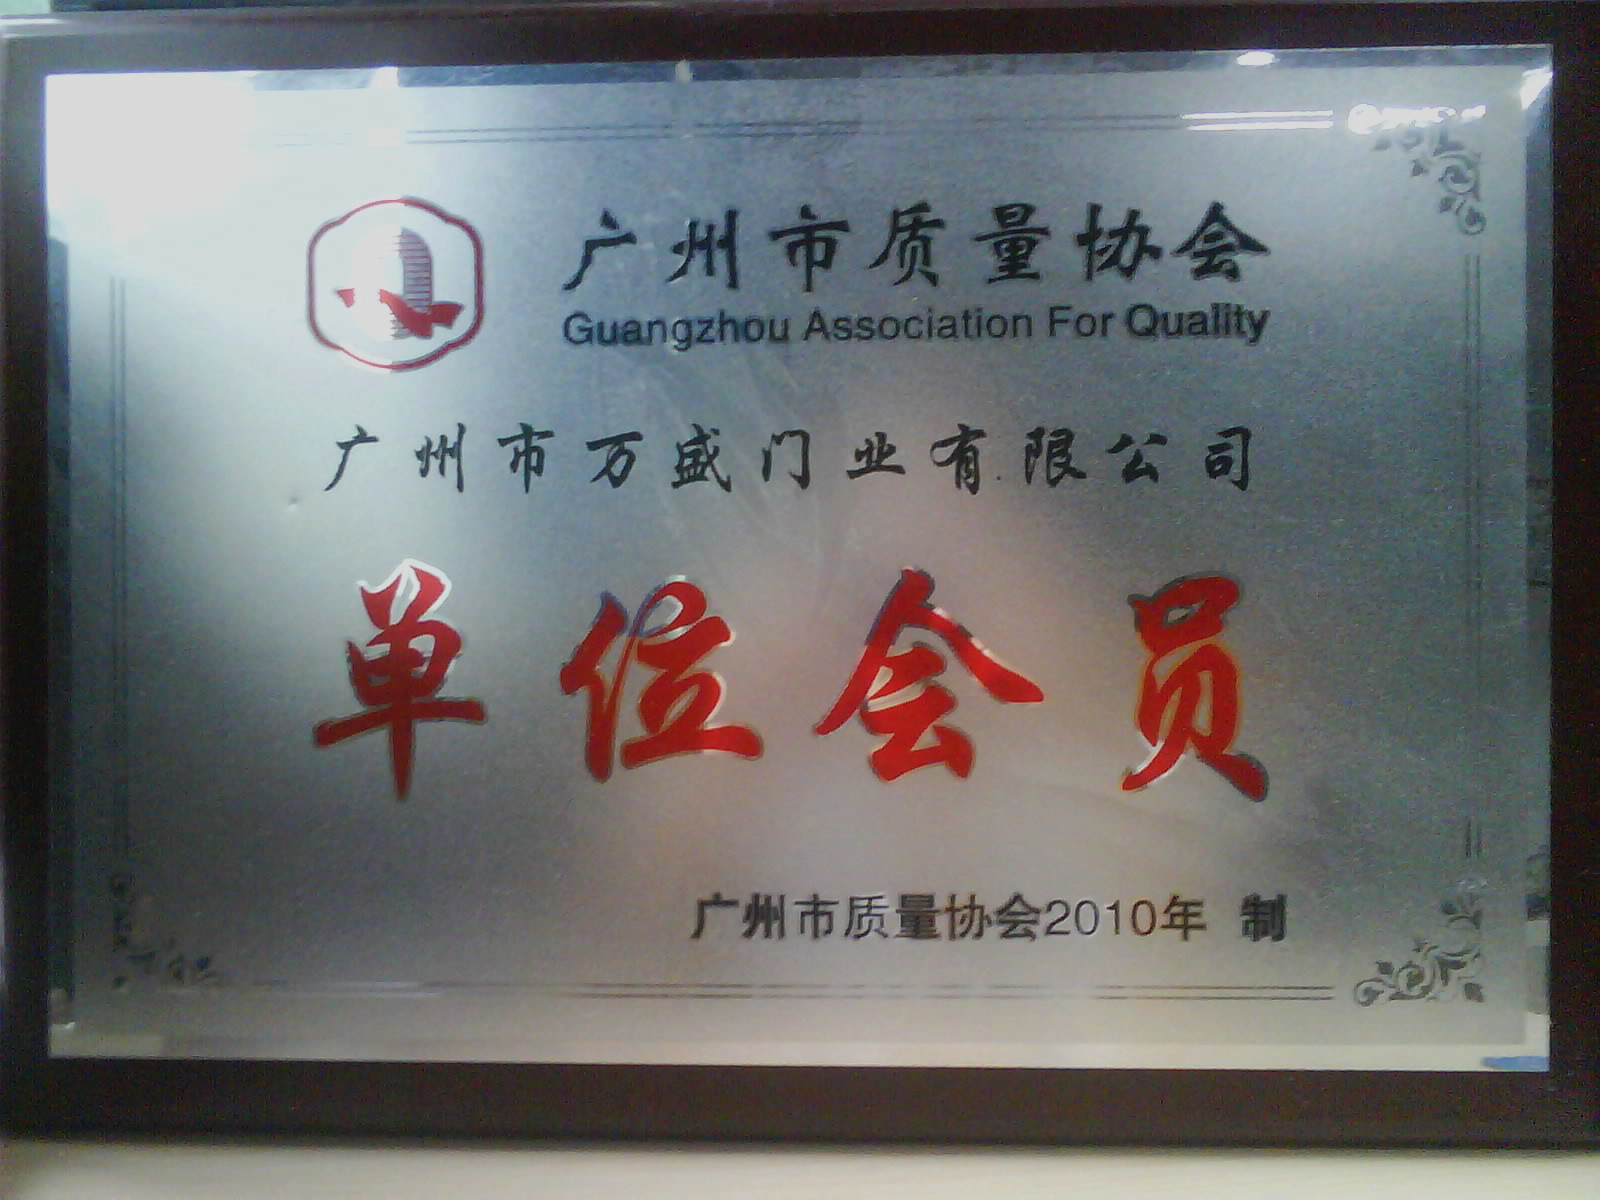 广州市质量协会
Guangzhou Association For Quality
广州市万盛门业有限公司
单位会员
广州市质量协会2010年 制